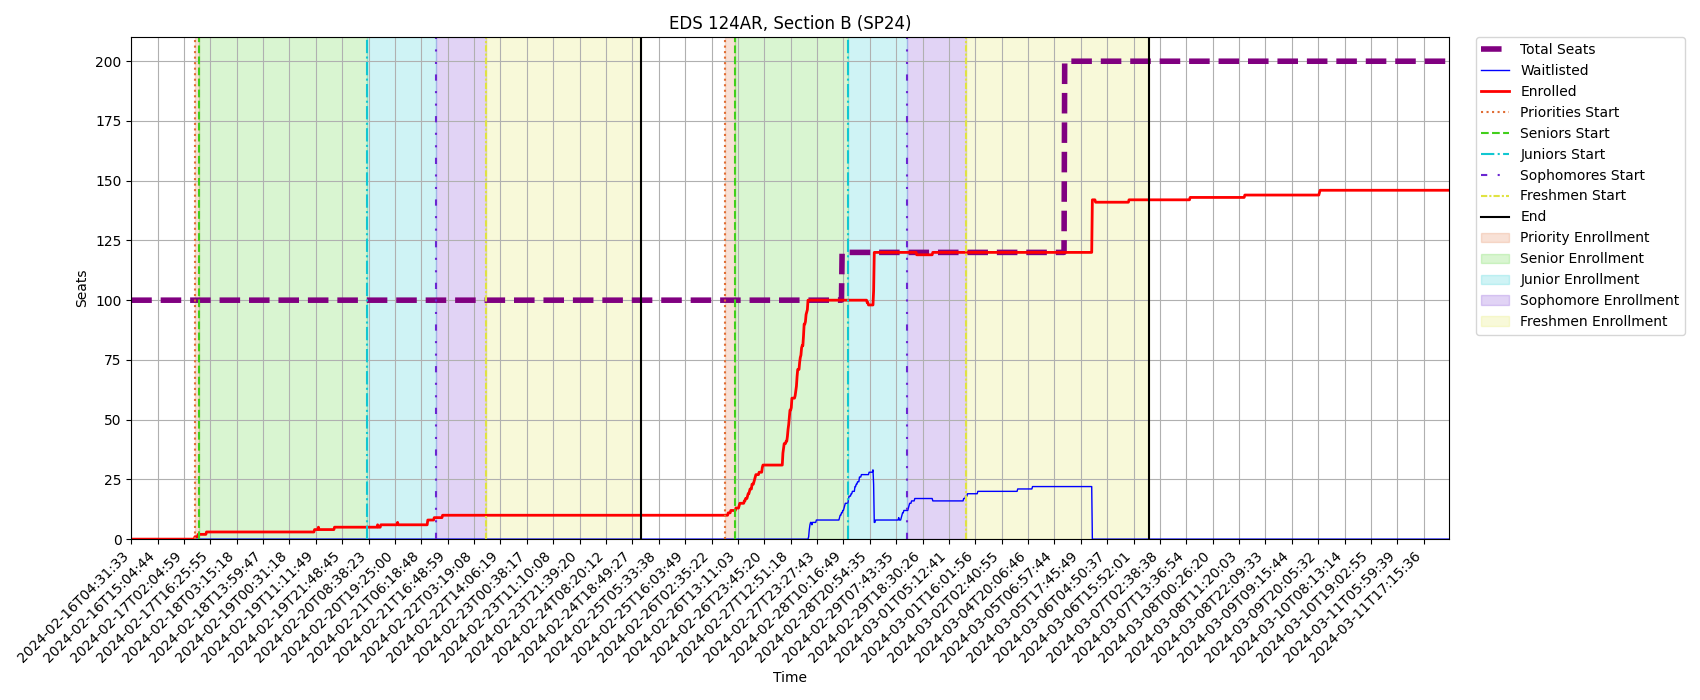 EDS 124AR, Section B (SP24)
200
175
150
125
100
75
50
25
0
Seats
2024-02-16T04:31:33
2024-02-16T15:04:44
2024-02-17T02:04:59
2024-02-17T16:25:55
2024-02-18T03:15:18
2024-02-18T13:59:47
2024-02-19T00:31:18
2024-02-19T11:11:49
2024-02-19T21:48:45
2024-02-20T08:38:23
2024-02-20T19:25:00
2024-02-21T06:18:48
2024-02-21T16:48:59
2024-02-22T03:19:08
2024-02-22T14:06:19
2024-02-23T00:38:17
2024-02-23T11:10:08
2024-02-23T21:39:20
2024-02-24T08:20:12
2024-02-24T18:49:27
2024-02-25T05:33:38
2024-02-25T16:03:49
2024-02-26T02:35:22
2024-02-26T13:11:03
2024-02-26T23:45:20
2024-02-27T12:51:18
2024-02-27T23:27:43
2024-02-28T10:16:49
2024-02-28T20:54:35
2024-02-29T07:43:35
2024-02-29T18:30:26
2024-03-01T05:12:41
2024-03-01T16:01:56
2024-03-02T02:40:55
2024-03-04T20:06:46
2024-03-05T06:57:44
2024-03-05T17:45:49
2024-03-06T04:50:37
2024-03-06T15:52:01
2024-03-07T02:38:38
2024-03-07T13:36:54
2024-03-08T00:26:20
2024-03-08T11:20:03
2024-03-08T22:09:33
2024-03-09T09:15:44
2024-03-09T20:05:32
2024-03-10T08:13:14
2024-03-10T19:02:55
2024-03-11T05:59:39
2024-03-11T17:15:36
Time
Total Seats
Waitlisted
Enrolled
Priorities Start
Seniors Start
Juniors Start
Sophomores Start
Freshmen Start
End
Priority Enrollment
Senior Enrollment
Junior Enrollment
Sophomore Enrollment
Freshmen Enrollment